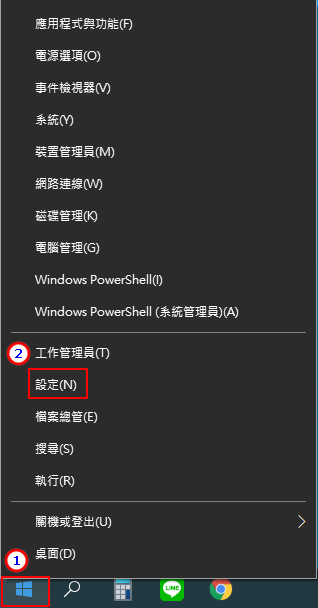 應用程式與功能(F)
電源選項(O)
事件檢視器(V)
系統(Y)
裝置管理員(M)
網路連線(W)
磁碟管理(K)
電腦管理(G)
Windows PowerShell(I)
Windows PowerShell (系統管理員)(A)
2 工作管理員(T)
設定(N)
檔案總管(E)
搜尋(S)
執行(R)
關機或登出(U)
1 桌面(D)
LINE